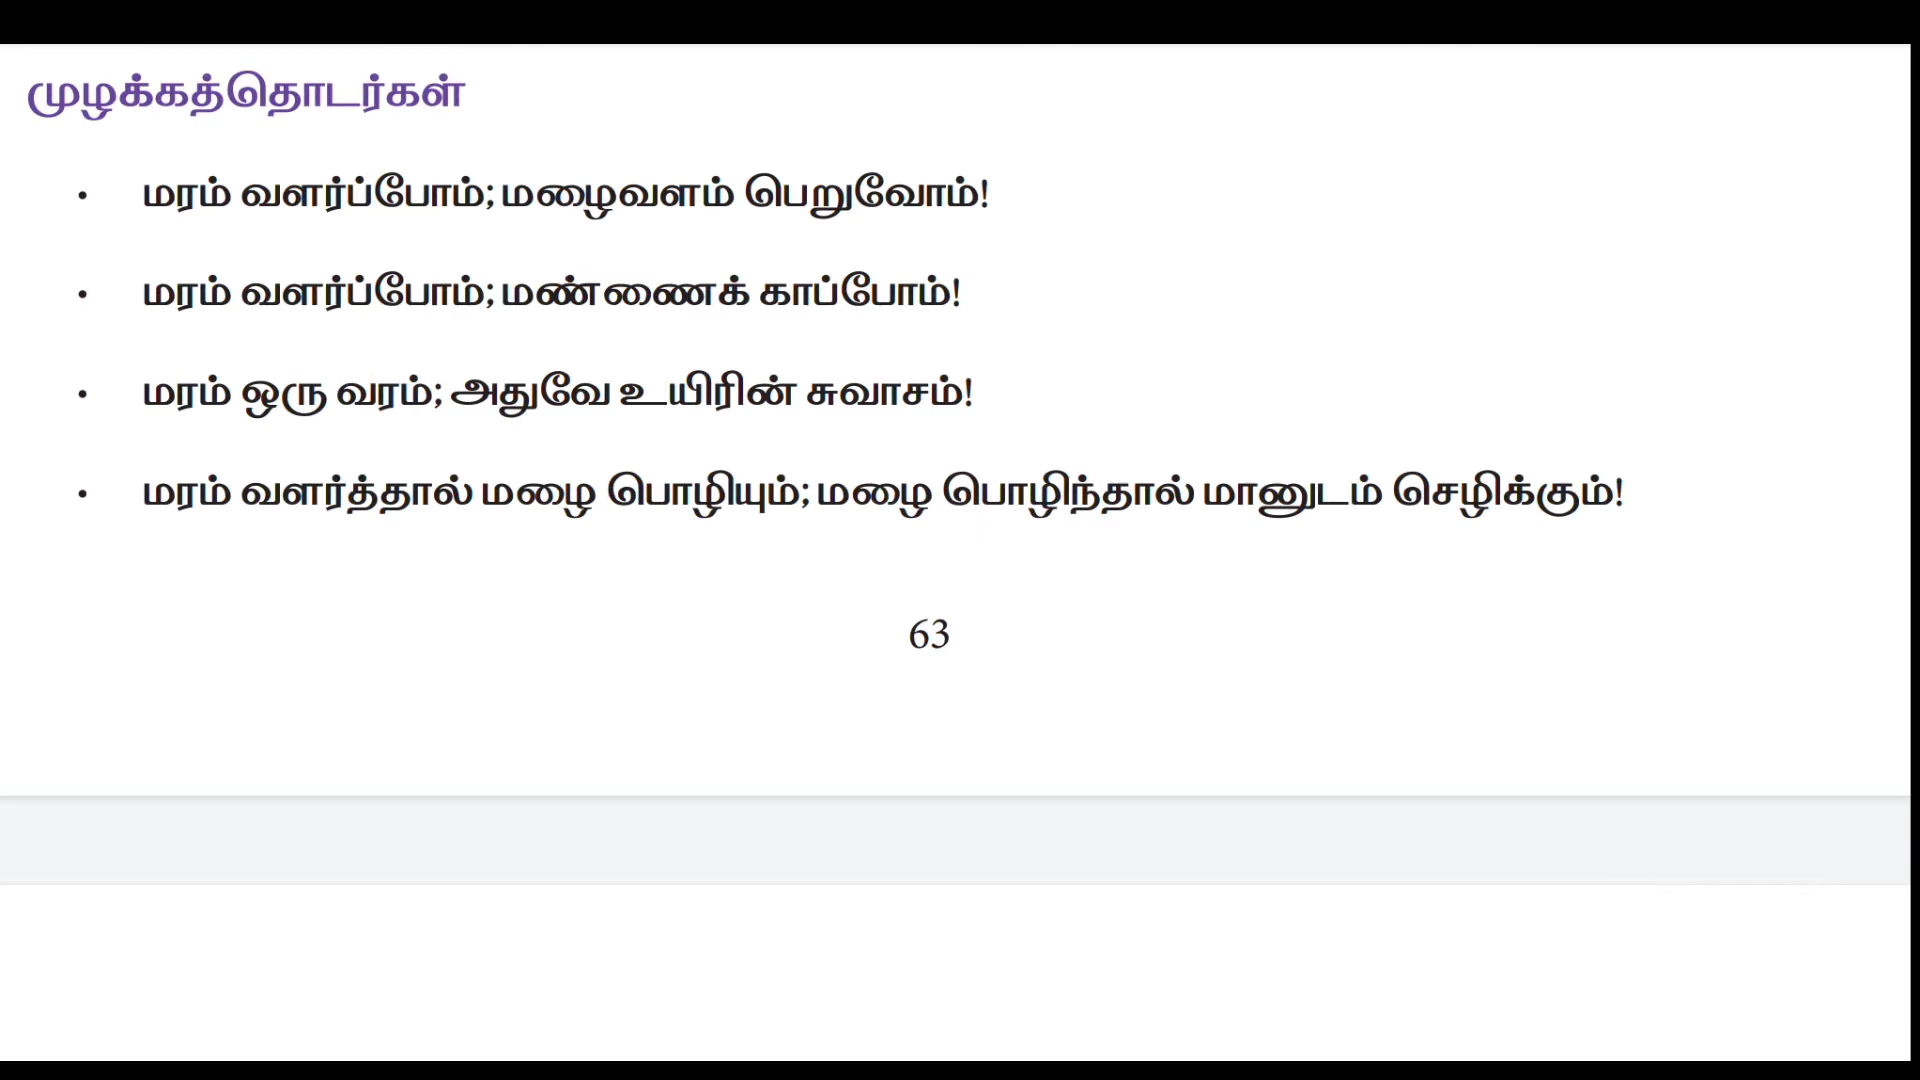 முழக்கத்தொடர்கள்
• மரம் வளர்ப்போம்; மழைவளம் பெறுவோம்!
• மரம் வளர்ப்போம்; மண்ணைக் காப்போம்!
• மரம் ஒரு வரம்; அதுவே உயிரின் சுவாசம்!
• மரம் வளர்த்தால் மழை பொழியும்; மழை பொழிந்தால் மானுடம் செழிக்கும்!
63